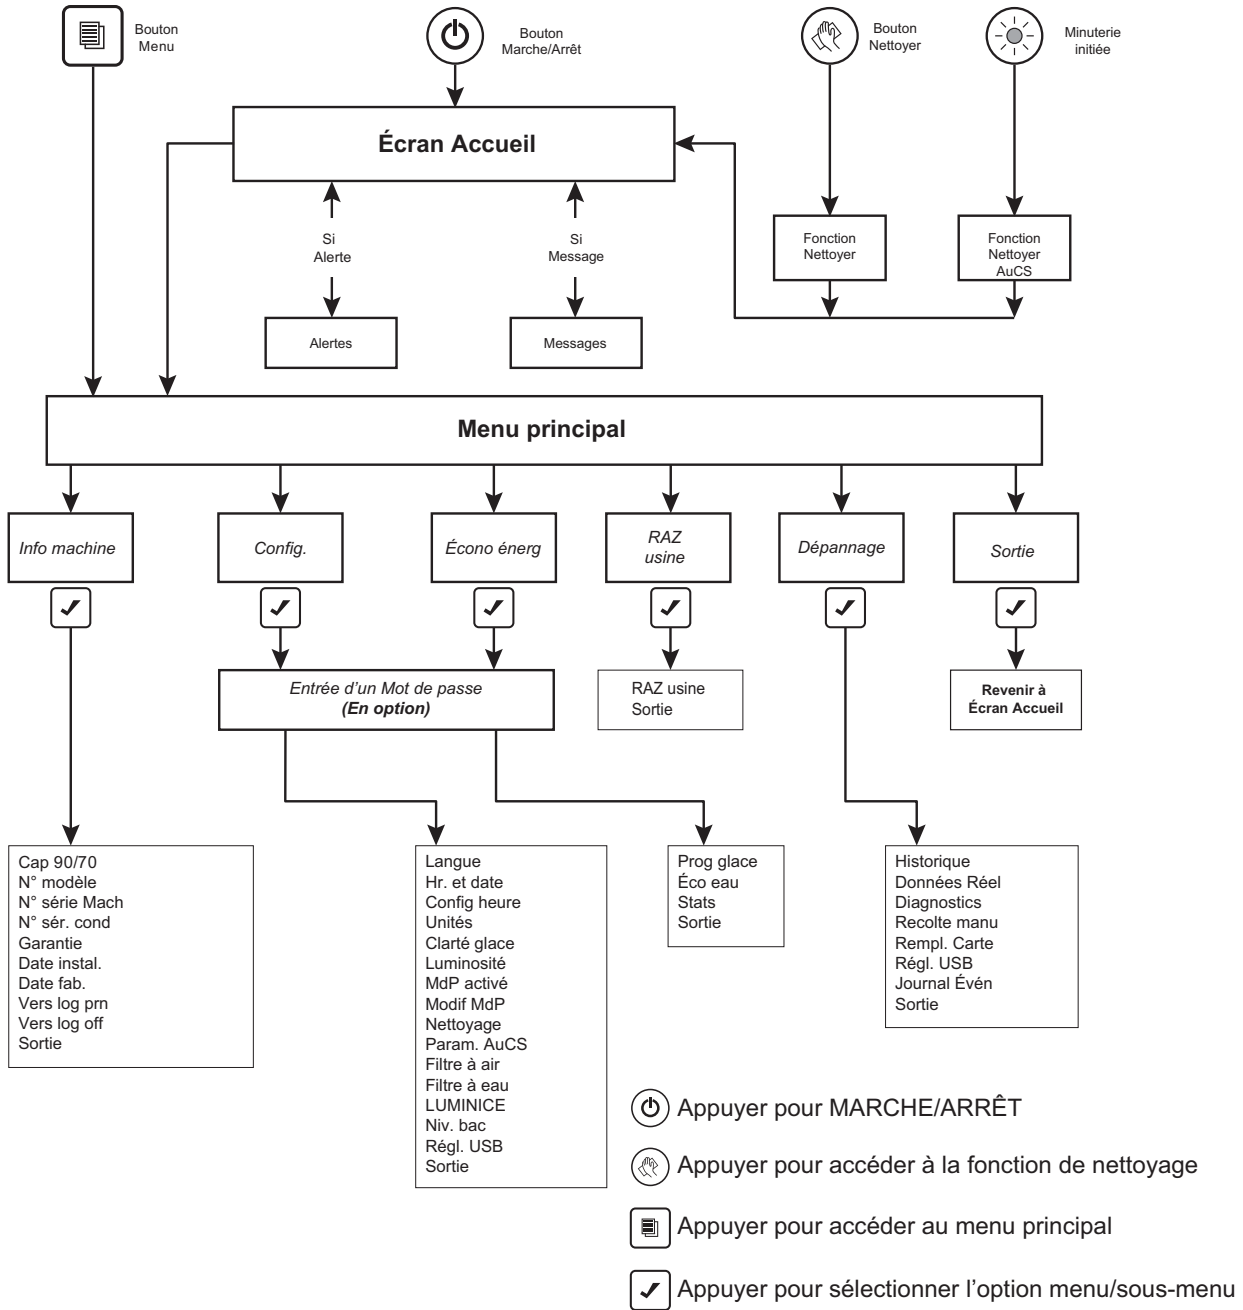 Bouton
Menu
Bouton
Marche/Arrêt
Bouton
Nettoyer
Minuterie
initiée
Écran Accueil
Si
Alerte
Si
Message
Fonction
Nettoyer
Fonction
Nettoyer
AuCS
Alertes
Messages
Menu principal
Info machine
Config.
Écono énerg
RAZ
usine
Dépannage
Sortie
Entrée d'un Mot de passe
(En option)
RAZ usine
Sortie
Revenir à
Écran Accueil
Cap 90/70
N° modèle
N° série Mach
N° sér. cond
Garantie
Date instal.
Date fab.
Vers log prn
Vers log off
Sortie
Langue
Hr. et date
Config heure
Unités
Clarté glace
Luminosité
MdP activé
Modif MdP
Nettoyage
Param. AuCS
Filtre à air
Filtre à eau
LUMINICE
Niv. bac
Régl. USB
Sortie
Prog glace
Éco eau
Stats
Sortie
Historique
Données Réel
Diagnostics
Recolte manu
Rempl. Carte
Régl. USB
Journal Évén
Sortie
Appuyer pour MARCHE/ARRÊT
Appuyer pour accéder à la fonction de nettoyage
Appuyer pour accéder au menu principal
Appuyer pour sélectionner l'option menu/sous-menu